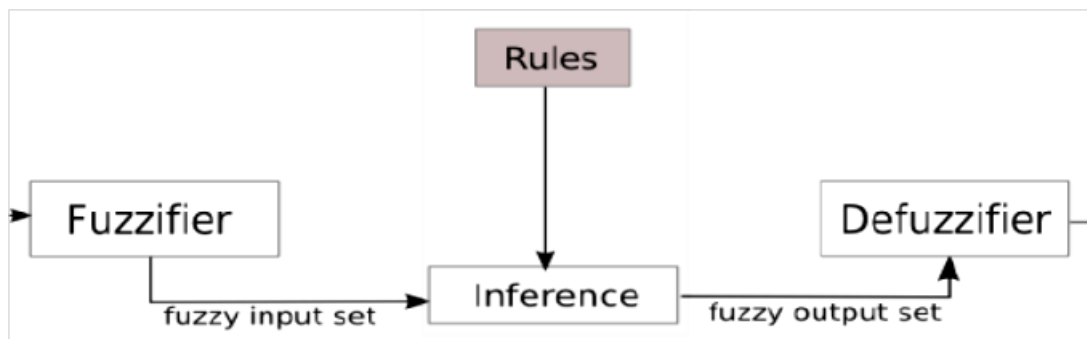 Rules
Fuzzifier
Defuzzifier
Inference
fuzzy input set
fuzzy output set